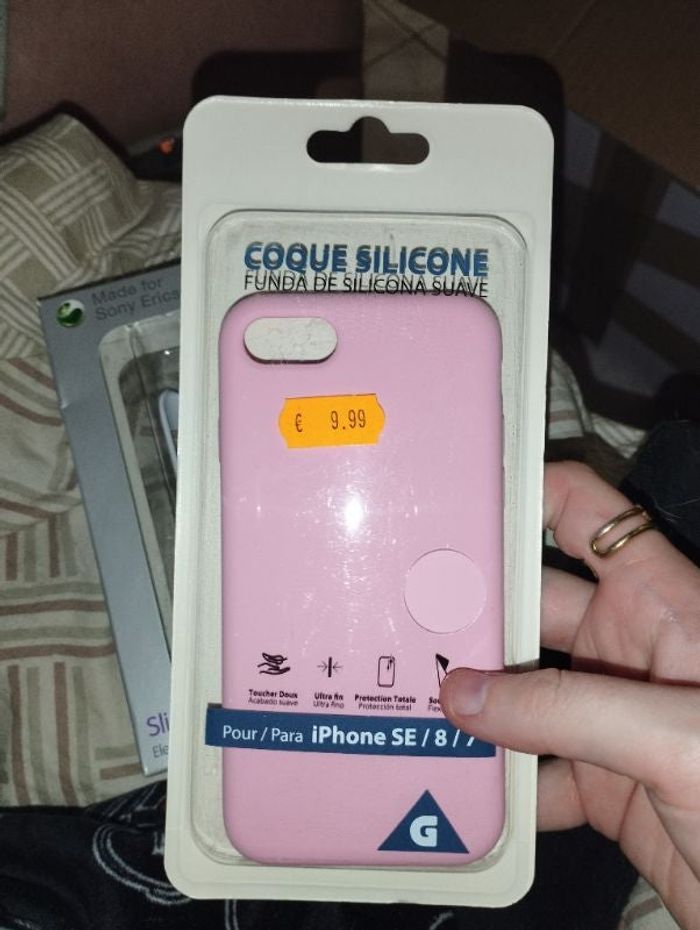 COQUE SILICONE
FUNDA DE SILICONA SUAVE
Made for
Sony Erics
€ 9.99
Toucher Doux
Acabado suave
Ultra fin
Ultra fino
Protection Totale
Protección total
Pour / Para iPhone SE / 8 / 7
G